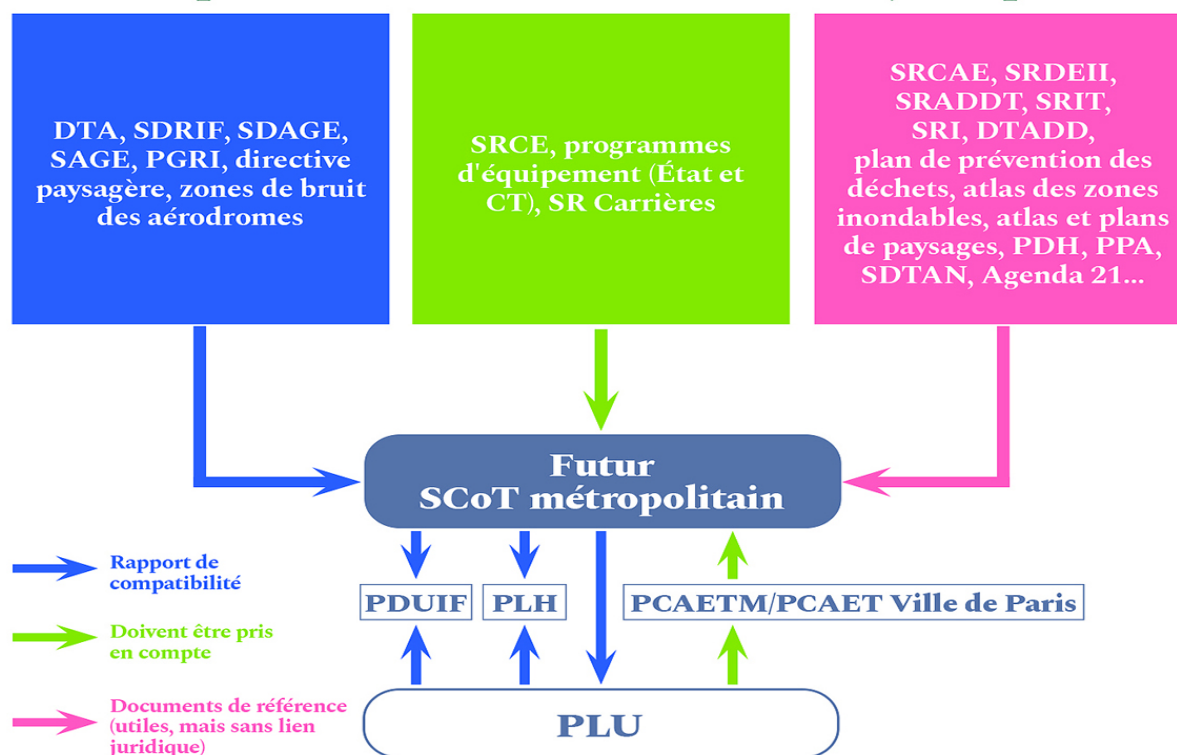 DTA, SDRIF, SDAGE,
SAGE, PGRI, directive
paysagère, zones de bruit
des aérodromes
SRCE, programmes
d'équipement (État et
CT), SR Carrières
SRCAE, SRDEII,
SRADDT, SRIT,
SRI, DTADD,
plan de prévention des
déchets, atlas des zones
inondables, atlas et plans
de paysages, PDH, PPA,
SDTAN, Agenda 21...
Futur
SCoT métropolitain
Rapport de
compatibilité
PDUIF
PLH
PCAETM/PCAET Ville de Paris
Doivent être pris
en compte
Documents de référence
(utiles, mais sans lien
juridique)
PLU